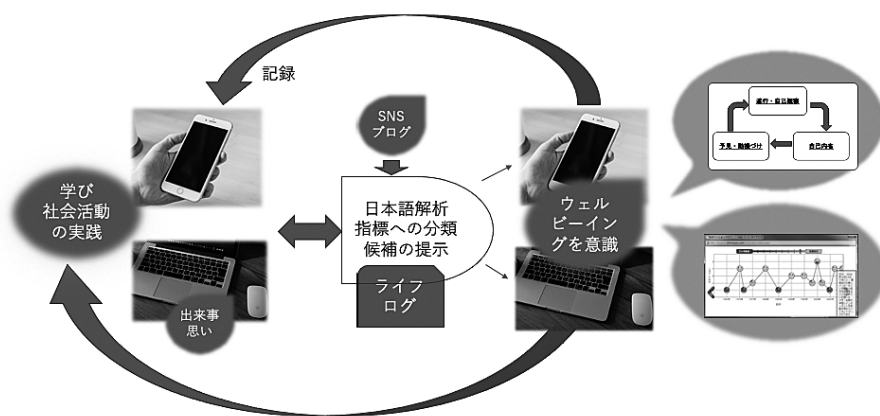 記録
SNS
ブログ
学び
社会活動
の実践
日本語解析
指標への分類
候補の提示
ライフ
ログ
出来事
思い
ウェル
ビーイン
グを意識
遂行・自己観察
予見・動機づけ
自己内省